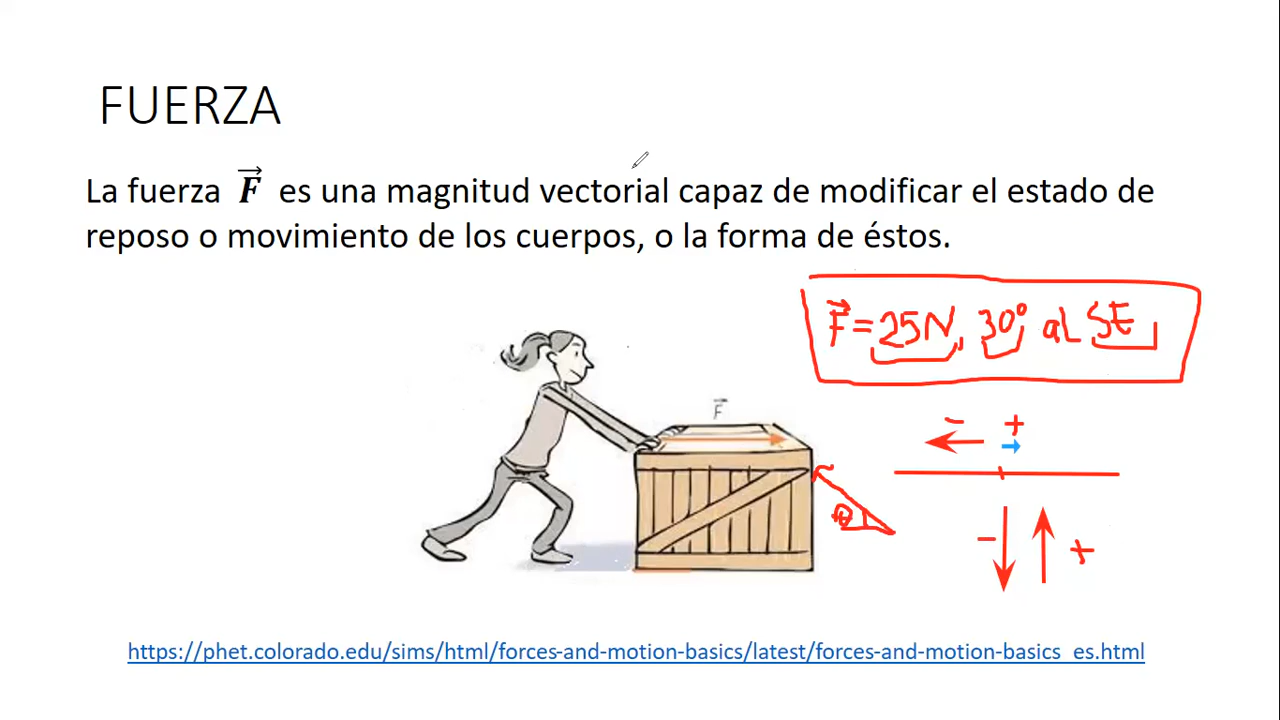 FUERZA
La fuerza F⃗ es una magnitud vectorial capaz de modificar el estado de
reposo o movimiento de los cuerpos, o la forma de éstos.
F⃗ = 25N, 30° al SE
F⃗
- +
θ
- +
https://phet.colorado.edu/sims/html/forces-and-motion-basics/latest/forces-and-motion-basics_es.html